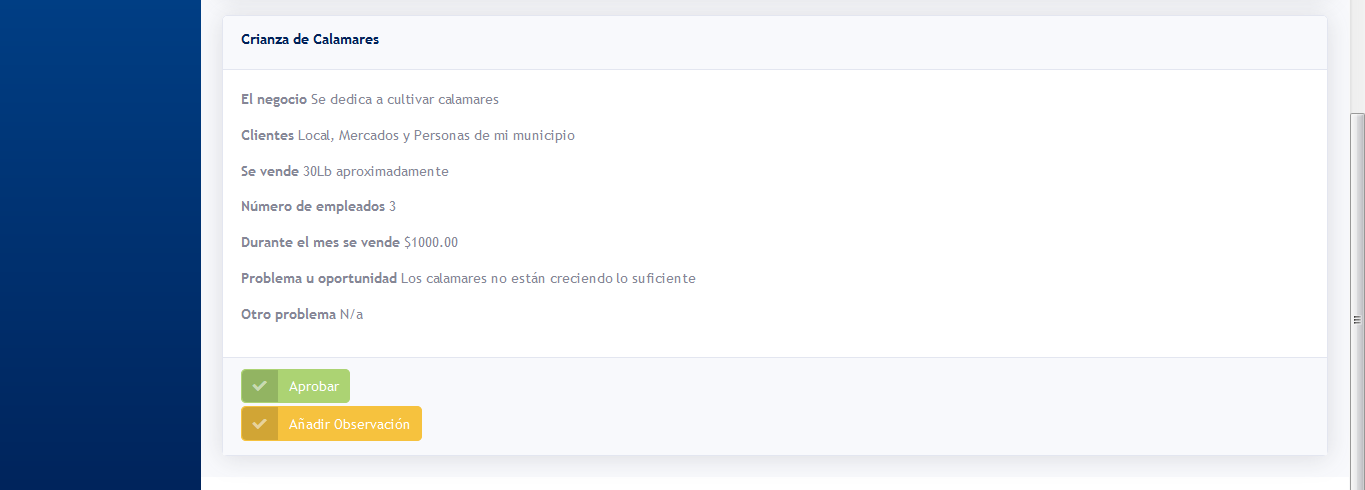 Crianza de Calamares
El negocio Se dedica a cultivar calamares
Clientes Local, Mercados y Personas de mi municipio
Se vende 30Lb aproximadamente
Número de empleados 3
Durante el mes se vende $1000.00
Problema u oportunidad Los calamares no están creciendo lo suficiente
Otro problema N/a
Aprobar
Añadir Observación